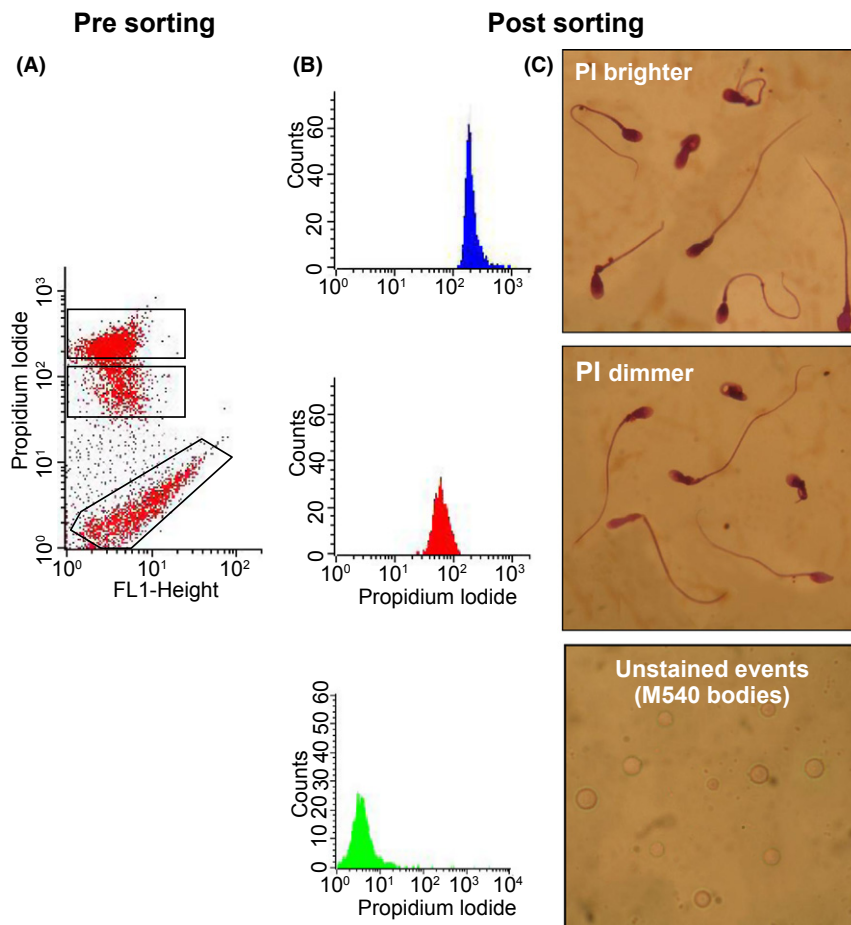 Pre sorting
Post sorting
(A)
(B)
(C)
Propidium Iodide
10³
10²
10¹
10⁰
10⁰ 10¹ 10²
FL1-Height
Counts
60
40
20
0
10⁰ 10¹ 10² 10³
PI brighter
Counts
60
40
20
0
10⁰ 10¹ 10² 10³
Propidium Iodide
PI dimmer
Counts
60
50
40
30
20
10
0
10⁰ 10¹ 10² 10³ 10⁴
Propidium Iodide
Unstained events
(M540 bodies)